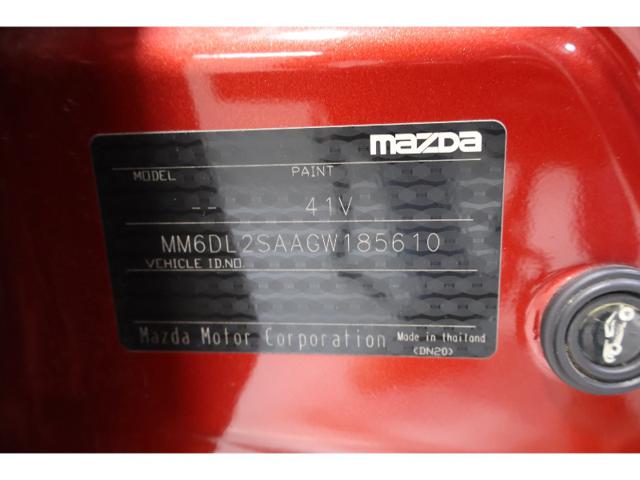 mazda
MODEL PAINT
-- 41V
MM6DL2SAAGW185610
VEHICLE ID.NO.
Mazda Motor Corporation Made in thailand
(DN20)